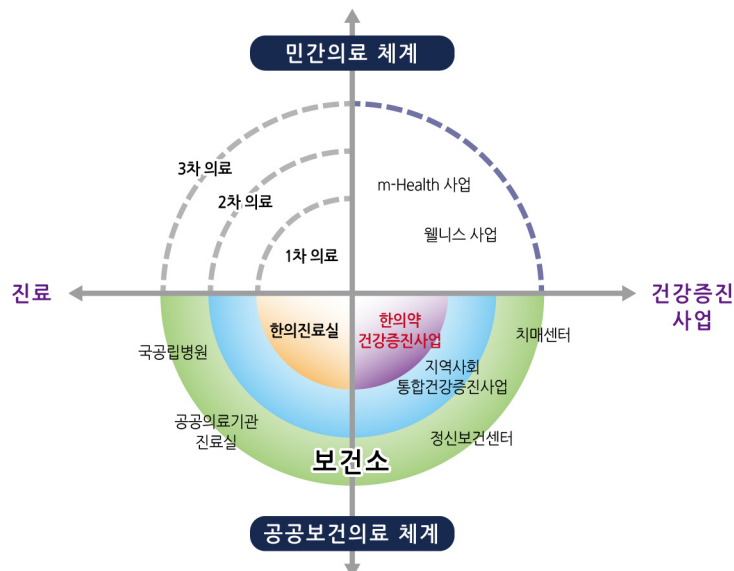 민간의료 체계
3차 의료
m-Health 사업
2차 의료
웰니스 사업
1차 의료
진료
건강증진
사업
한의진료실
한의약
건강증진사업
치매센터
국공립병원
지역사회
통합건강증진사업
공공의료기관
진료실
정신보건센터
보건소
공공보건의료 체계